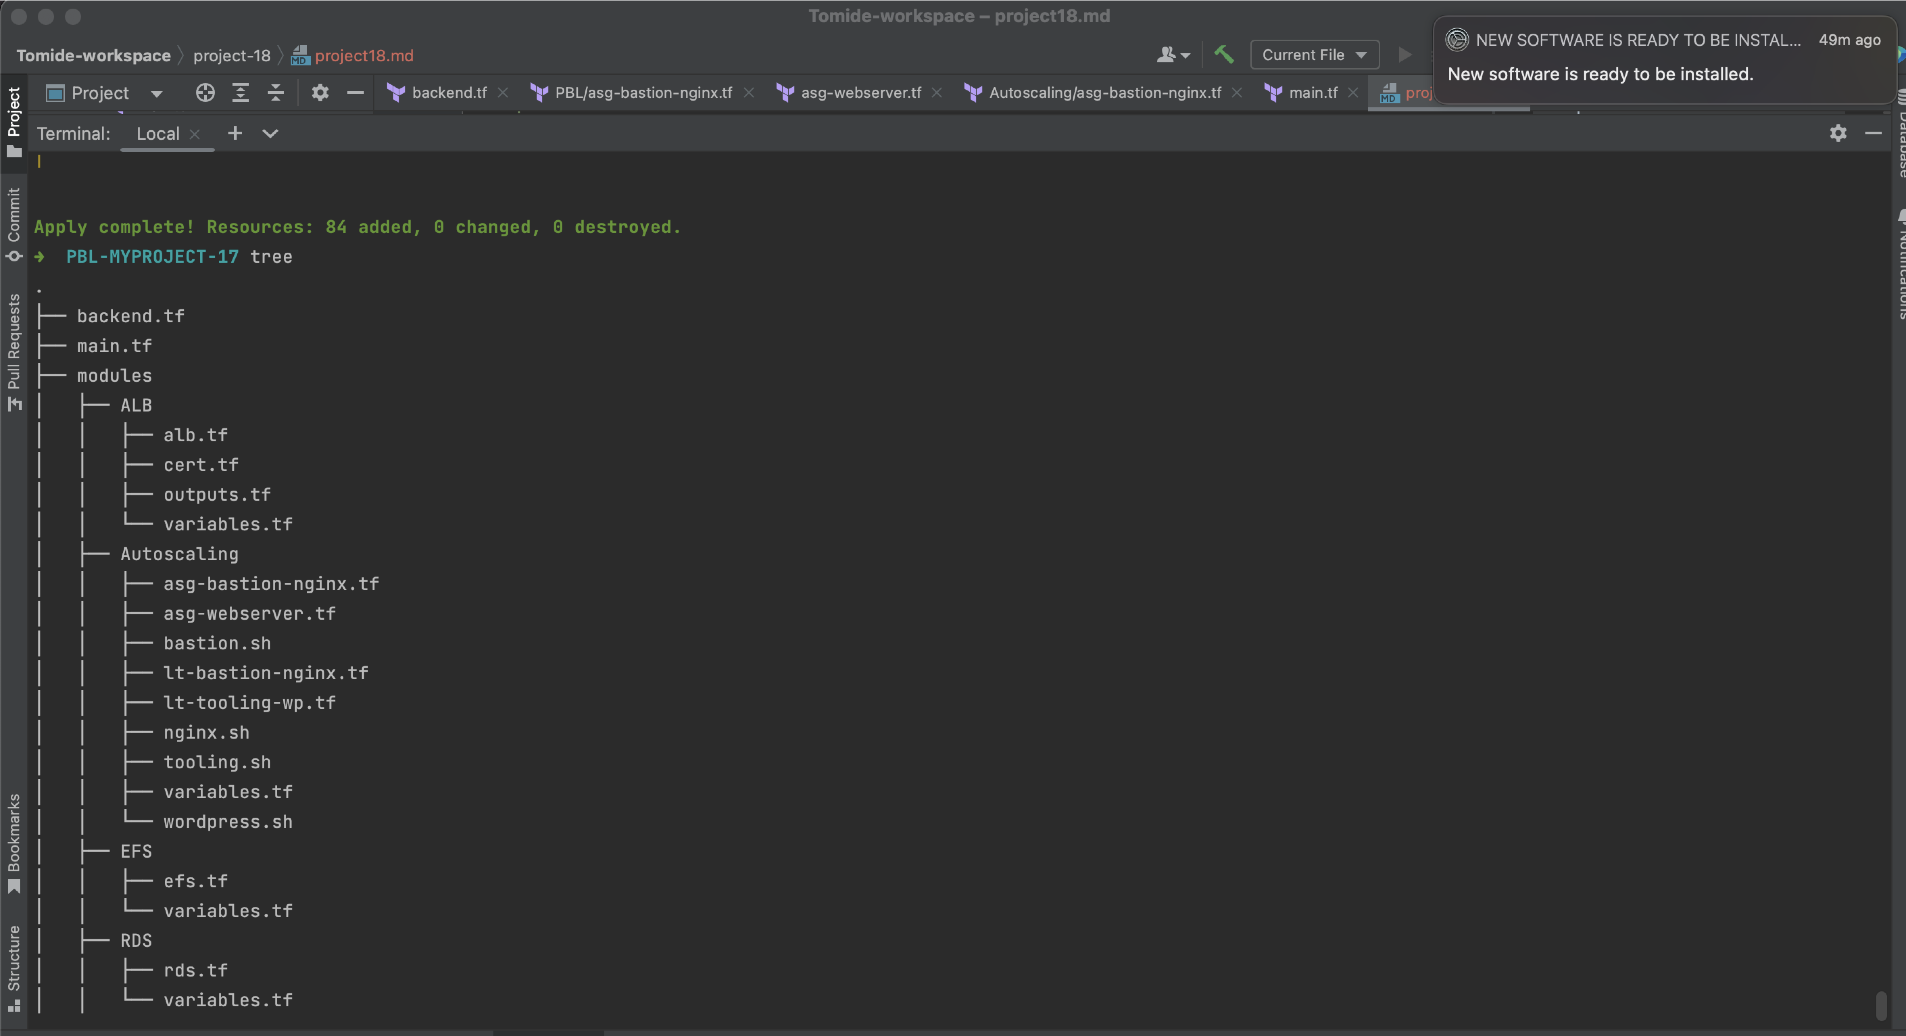 Tomide-workspace – project18.md
Tomide-workspace project-18 project18.md
Current File
NEW SOFTWARE IS READY TO BE INSTAL... 49m ago
New software is ready to be installed.
Project
backend.tf PBL/asg-bastion-nginx.tf asg-webserver.tf Autoscaling/asg-bastion-nginx.tf main.tf proj
Terminal: Local
Project
Commit
Pull Requests
Bookmarks
Structure
Database
Notifications
Apply complete! Resources: 84 added, 0 changed, 0 destroyed.
➜ PBL-MYPROJECT-17 tree
.
├── backend.tf
├── main.tf
├── modules
│   ├── ALB
│   │   ├── alb.tf
│   │   ├── cert.tf
│   │   ├── outputs.tf
│   │   └── variables.tf
│   ├── Autoscaling
│   │   ├── asg-bastion-nginx.tf
│   │   ├── asg-webserver.tf
│   │   ├── bastion.sh
│   │   ├── lt-bastion-nginx.tf
│   │   ├── lt-tooling-wp.tf
│   │   ├── nginx.sh
│   │   ├── tooling.sh
│   │   ├── variables.tf
│   │   └── wordpress.sh
│   ├── EFS
│   │   ├── efs.tf
│   │   └── variables.tf
│   ├── RDS
│   │   ├── rds.tf
│   │   └── variables.tf